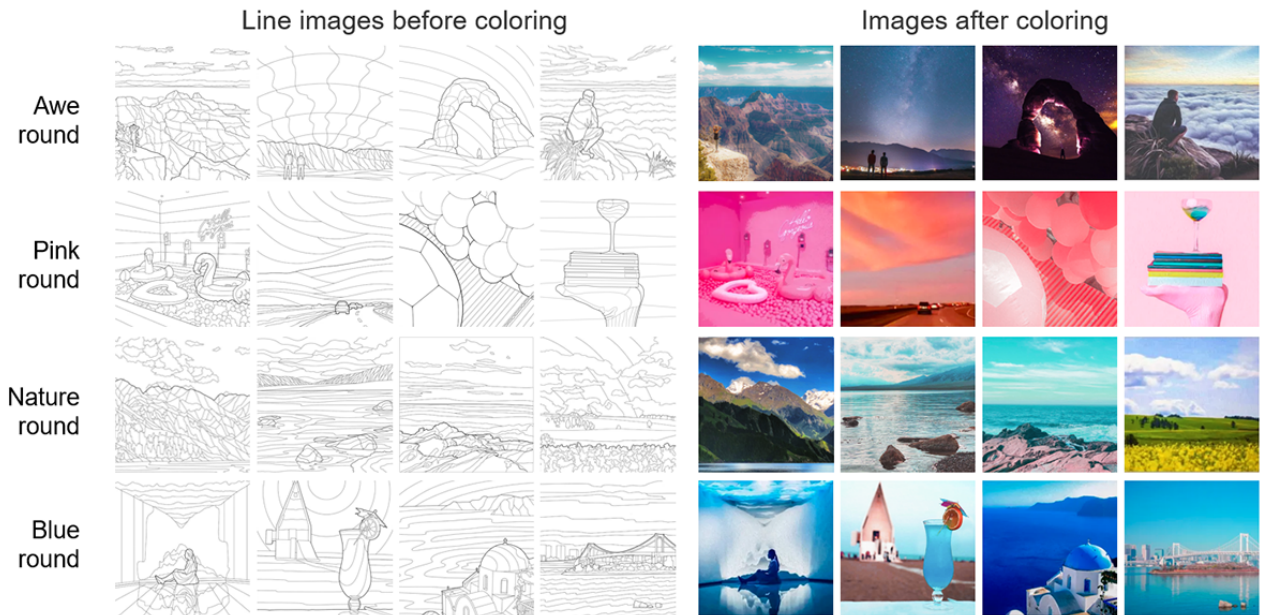 Line images before coloring
Images after coloring
Awe
round
Pink
round
Nature
round
Blue
round